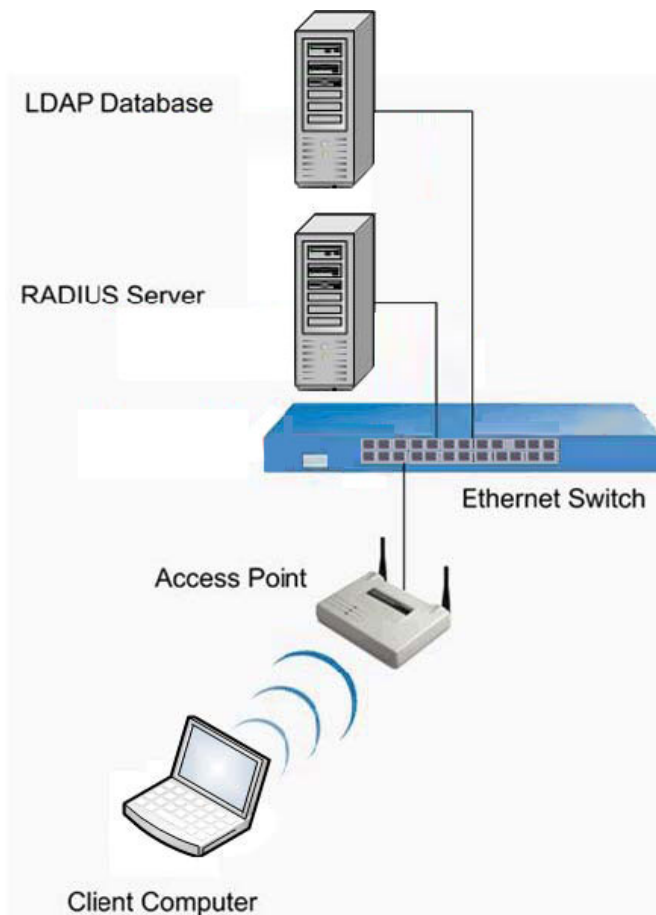 LDAP Database
RADIUS Server
Ethernet Switch
Access Point
Client Computer